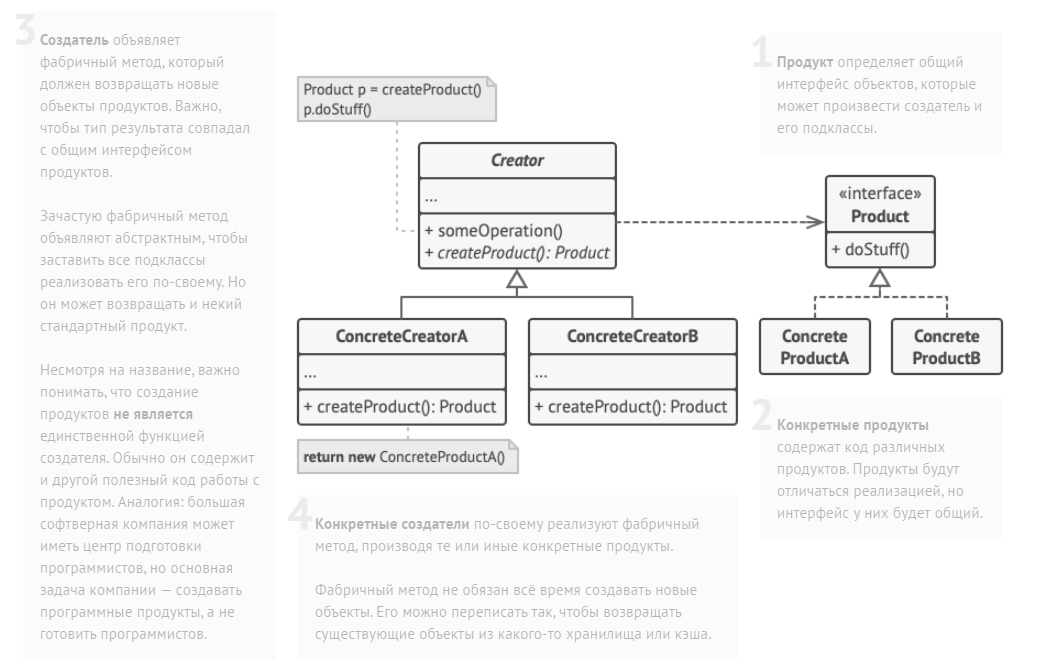 3
Создатель объявляет
фабричный метод, который
должен возвращать новые
объекты продуктов. Важно,
чтобы тип результата совпадал
с общим интерфейсом
продуктов.
Зачастую фабричный метод
объявляют абстрактным, чтобы
заставить все подклассы
реализовать его по-своему. Но
он может возвращать и некий
стандартный продукт.
Несмотря на название, важно
понимать, что создание
продуктов не является
единственной функцией
создателя. Обычно он содержит
и другой полезный код работы с
продуктом. Аналогия: большая
софтверная компания может
иметь центр подготовки
программистов, но основная
задача компании — создавать
программные продукты, а не
готовить программистов.
Product p = createProduct()
p.doStuff()
Creator
...
+ someOperation()
+ createProduct(): Product
ConcreteCreatorA
...
+ createProduct(): Product
ConcreteCreatorB
...
+ createProduct(): Product
return new ConcreteProductA()
1
Продукт определяет общий
интерфейс объектов, которые
может произвести создатель и
его подклассы.
«interface»
Product
+ doStuff()
Concrete
ProductA
Concrete
ProductB
2
Конкретные продукты
содержат код различных
продуктов. Продукты будут
отличаться реализацией, но
интерфейс у них будет общий.
4
Конкретные создатели по-своему реализуют фабричный
метод, производя те или иные конкретные продукты.
Фабричный метод не обязан всё время создавать новые
объекты. Его можно переписать так, чтобы возвращать
существующие объекты из какого-то хранилища или кэша.